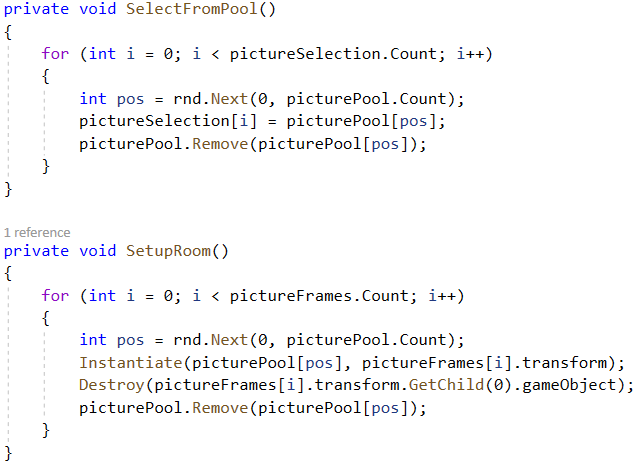 private void SelectFromPool()
{
for (int i = 0; i < pictureSelection.Count; i++)
{
int pos = rnd.Next(0, picturePool.Count);
pictureSelection[i] = picturePool[pos];
picturePool.Remove(picturePool[pos]);
}
}
1 reference
private void SetupRoom()
{
for (int i = 0; i < pictureFrames.Count; i++)
{
int pos = rnd.Next(0, picturePool.Count);
Instantiate(picturePool[pos], pictureFrames[i].transform);
Destroy(pictureFrames[i].transform.GetChild(0).gameObject);
picturePool.Remove(picturePool[pos]);
}
}